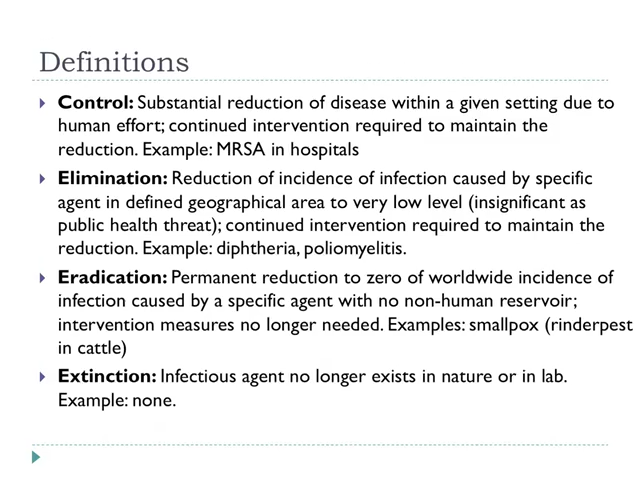 Definitions
Control: Substantial reduction of disease within a given setting due to
human effort; continued intervention required to maintain the
reduction. Example: MRSA in hospitals
Elimination: Reduction of incidence of infection caused by specific
agent in defined geographical area to very low level (insignificant as
public health threat); continued intervention required to maintain the
reduction. Example: diphtheria, poliomyelitis.
Eradication: Permanent reduction to zero of worldwide incidence of
infection caused by a specific agent with no non-human reservoir;
intervention measures no longer needed. Examples: smallpox (rinderpest
in cattle)
Extinction: Infectious agent no longer exists in nature or in lab.
Example: none.